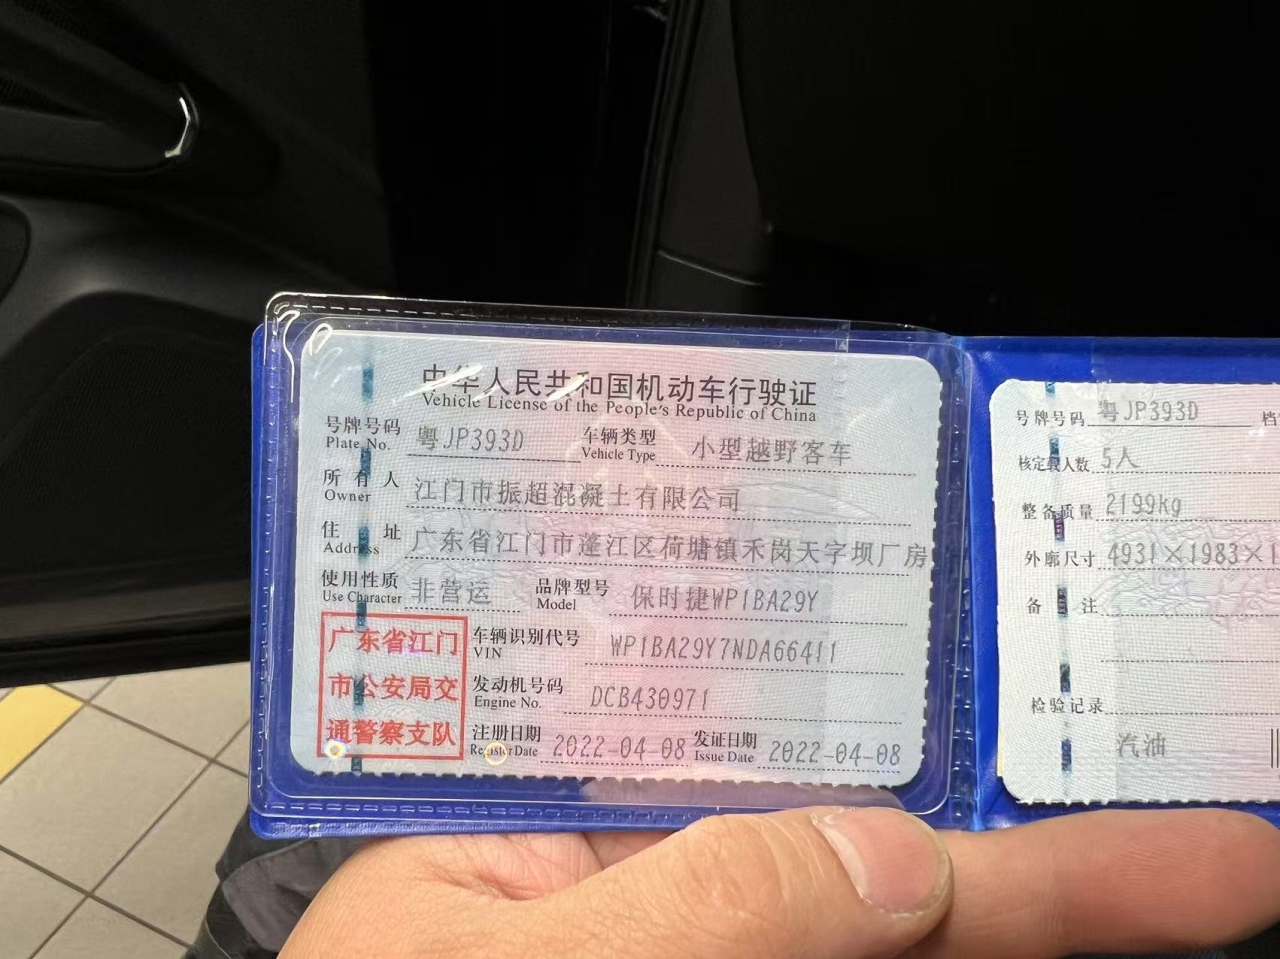 中华人民共和国机动车行驶证
Vehicle License of the People's Republic of China
号牌号码 粤JP393D 车辆类型 小型越野客车
Plate No. Vehicle Type
所有人 江门市振超混凝土有限公司
Owner
住址 广东省江门市蓬江区荷塘镇禾岗天字坝厂房
Address
使用性质 非营运 品牌型号 保时捷WP1BA29Y
Use Character Model
广东省江门
市公安局交
通警察支队
车辆识别代号 WP1BA29Y7NDA66411
VIN
发动机号码 DCB430971
Engine No.
注册日期 2022-04-08 发证日期 2022-04-08
Register Date Issue Date
号牌号码 粤JP393D 档
核定载人数 5人
整备质量 2199kg
外廓尺寸 4931×1983×1
备注
检验记录
汽油